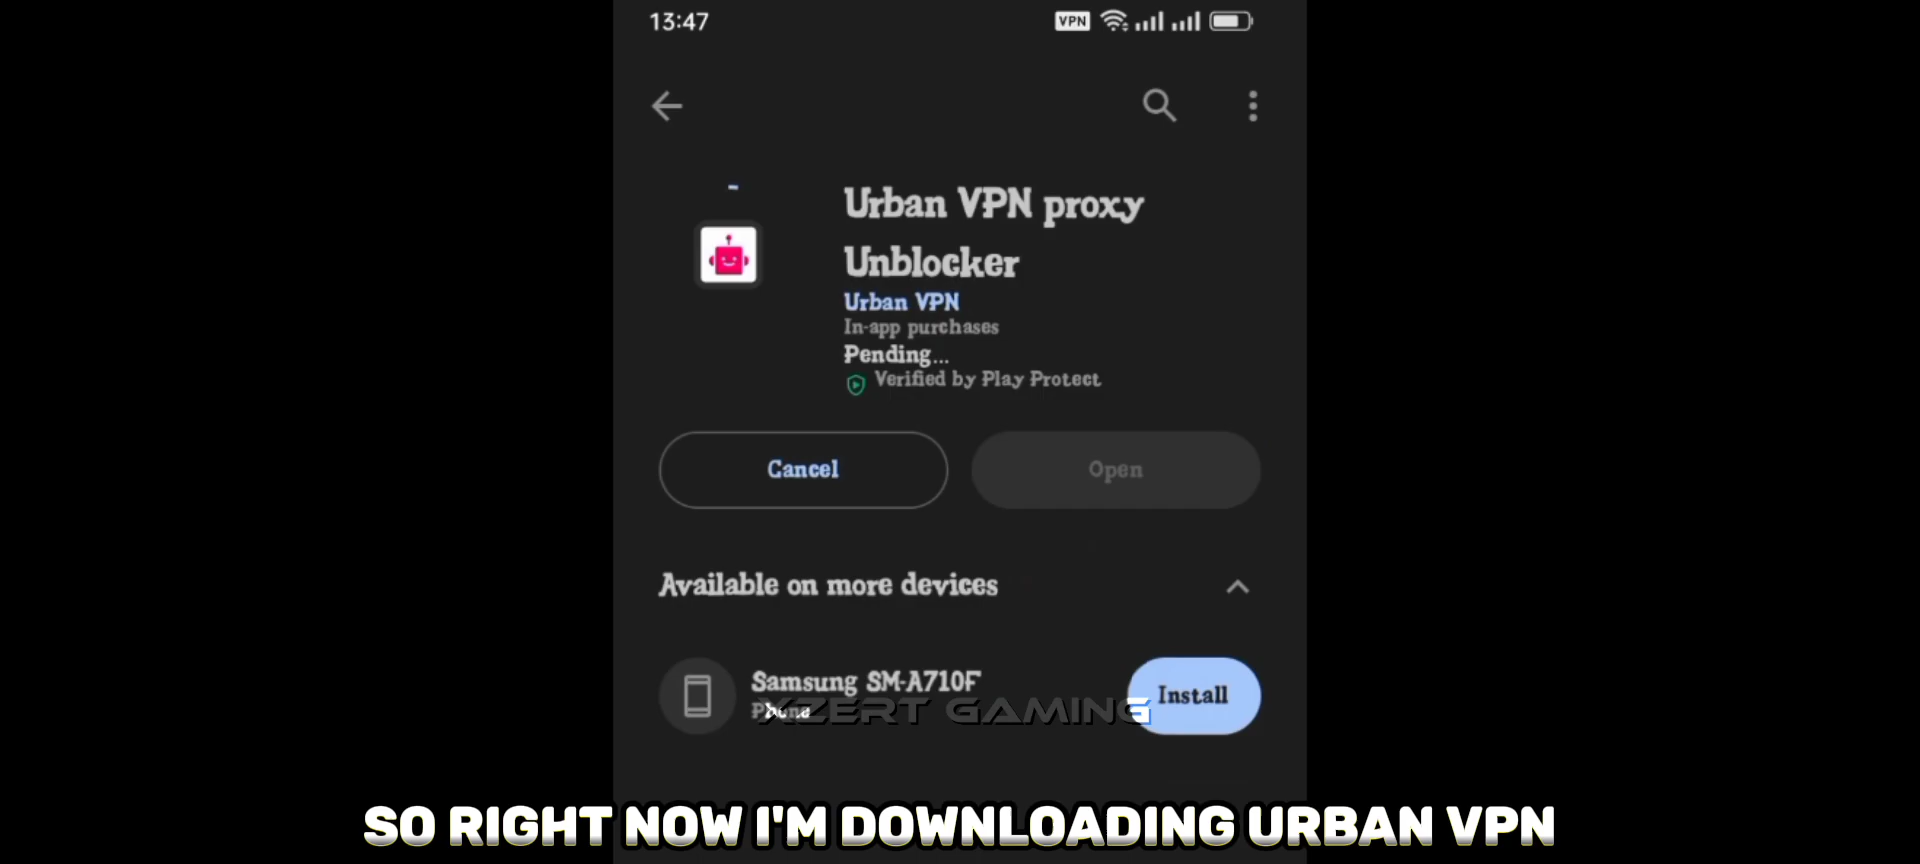 13:47
VPN
Urban VPN proxy
Unblocker
Urban VPN
In-app purchases
Pending...
Verified by Play Protect
Cancel
Open
Available on more devices
Samsung SM-A710F
Install
Phone
XZERT GAMING
SO RIGHT NOW I'M DOWNLOADING URBAN VPN